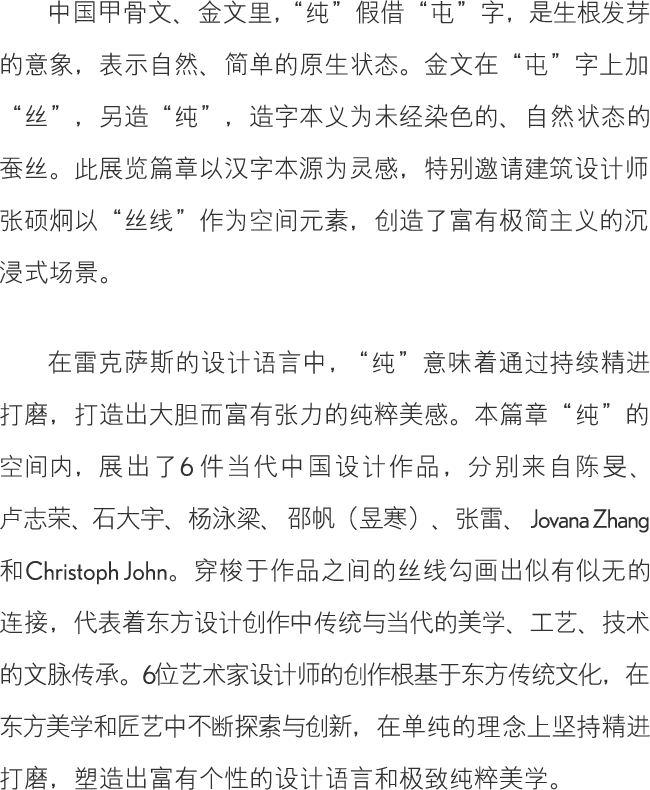 中国甲骨文、金文里，“纯”假借“屯”字，是生根发芽
的意象，表示自然、简单的原生状态。金文在“屯”字上加
“丝”，另造“纯”，造字本义为未经染色的、自然状态的
蚕丝。此展览篇章以汉字本源为灵感，特别邀请建筑设计师
张硕炯以“丝线”作为空间元素，创造了富有极简主义的沉
浸式场景。
在雷克萨斯的设计语言中，“纯”意味着通过持续精进
打磨，打造出大胆而富有张力的纯粹美感。本篇章“纯”的
空间内，展出了6件当代中国设计作品，分别来自陈旻、
卢志荣、石大宇、杨泳梁、邵帆（昱寒）、张雷、Jovana Zhang
和Christoph John。穿梭于作品之间的丝线勾画出似有似无的
连接，代表着东方设计创作中传统与当代的美学、工艺、技术
的文脉传承。6位艺术家设计师的创作根基于东方传统文化，在
东方美学和匠艺中不断探索与创新，在单纯的理念上坚持精进
打磨，塑造出富有个性的设计语言和极致纯粹美学。